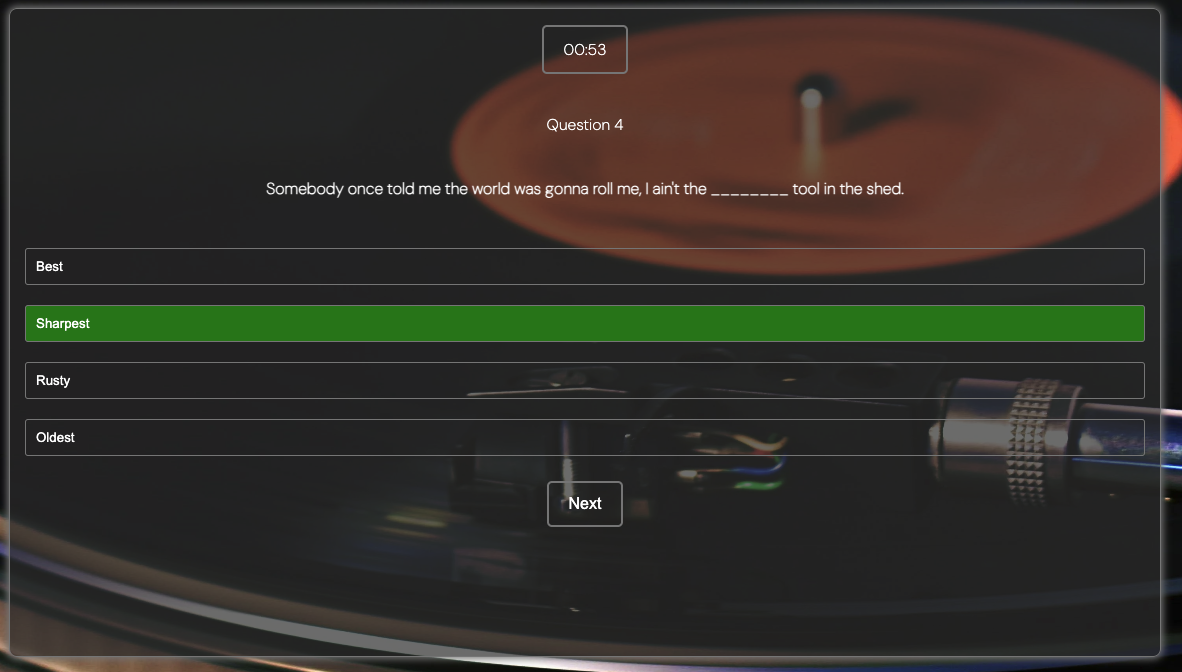 00:53
Question 4
Somebody once told me the world was gonna roll me, I ain't the ________ tool in the shed.
Best
Sharpest
Rusty
Oldest
Next